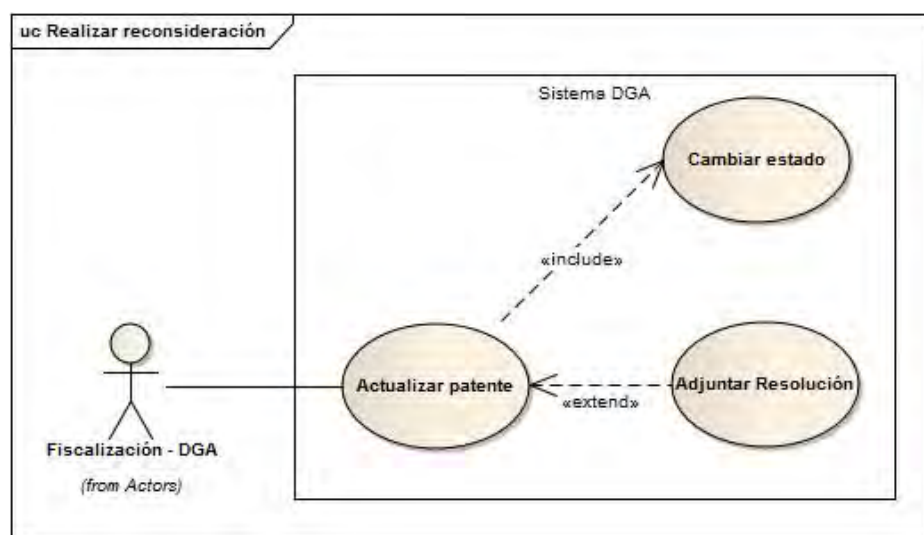 uc Realizar reconsideración
Sistema DGA
Cambiar estado
«include»
Actualizar patente
Adjuntar Resolución
«extend»
Fiscalización - DGA
(from Actors)